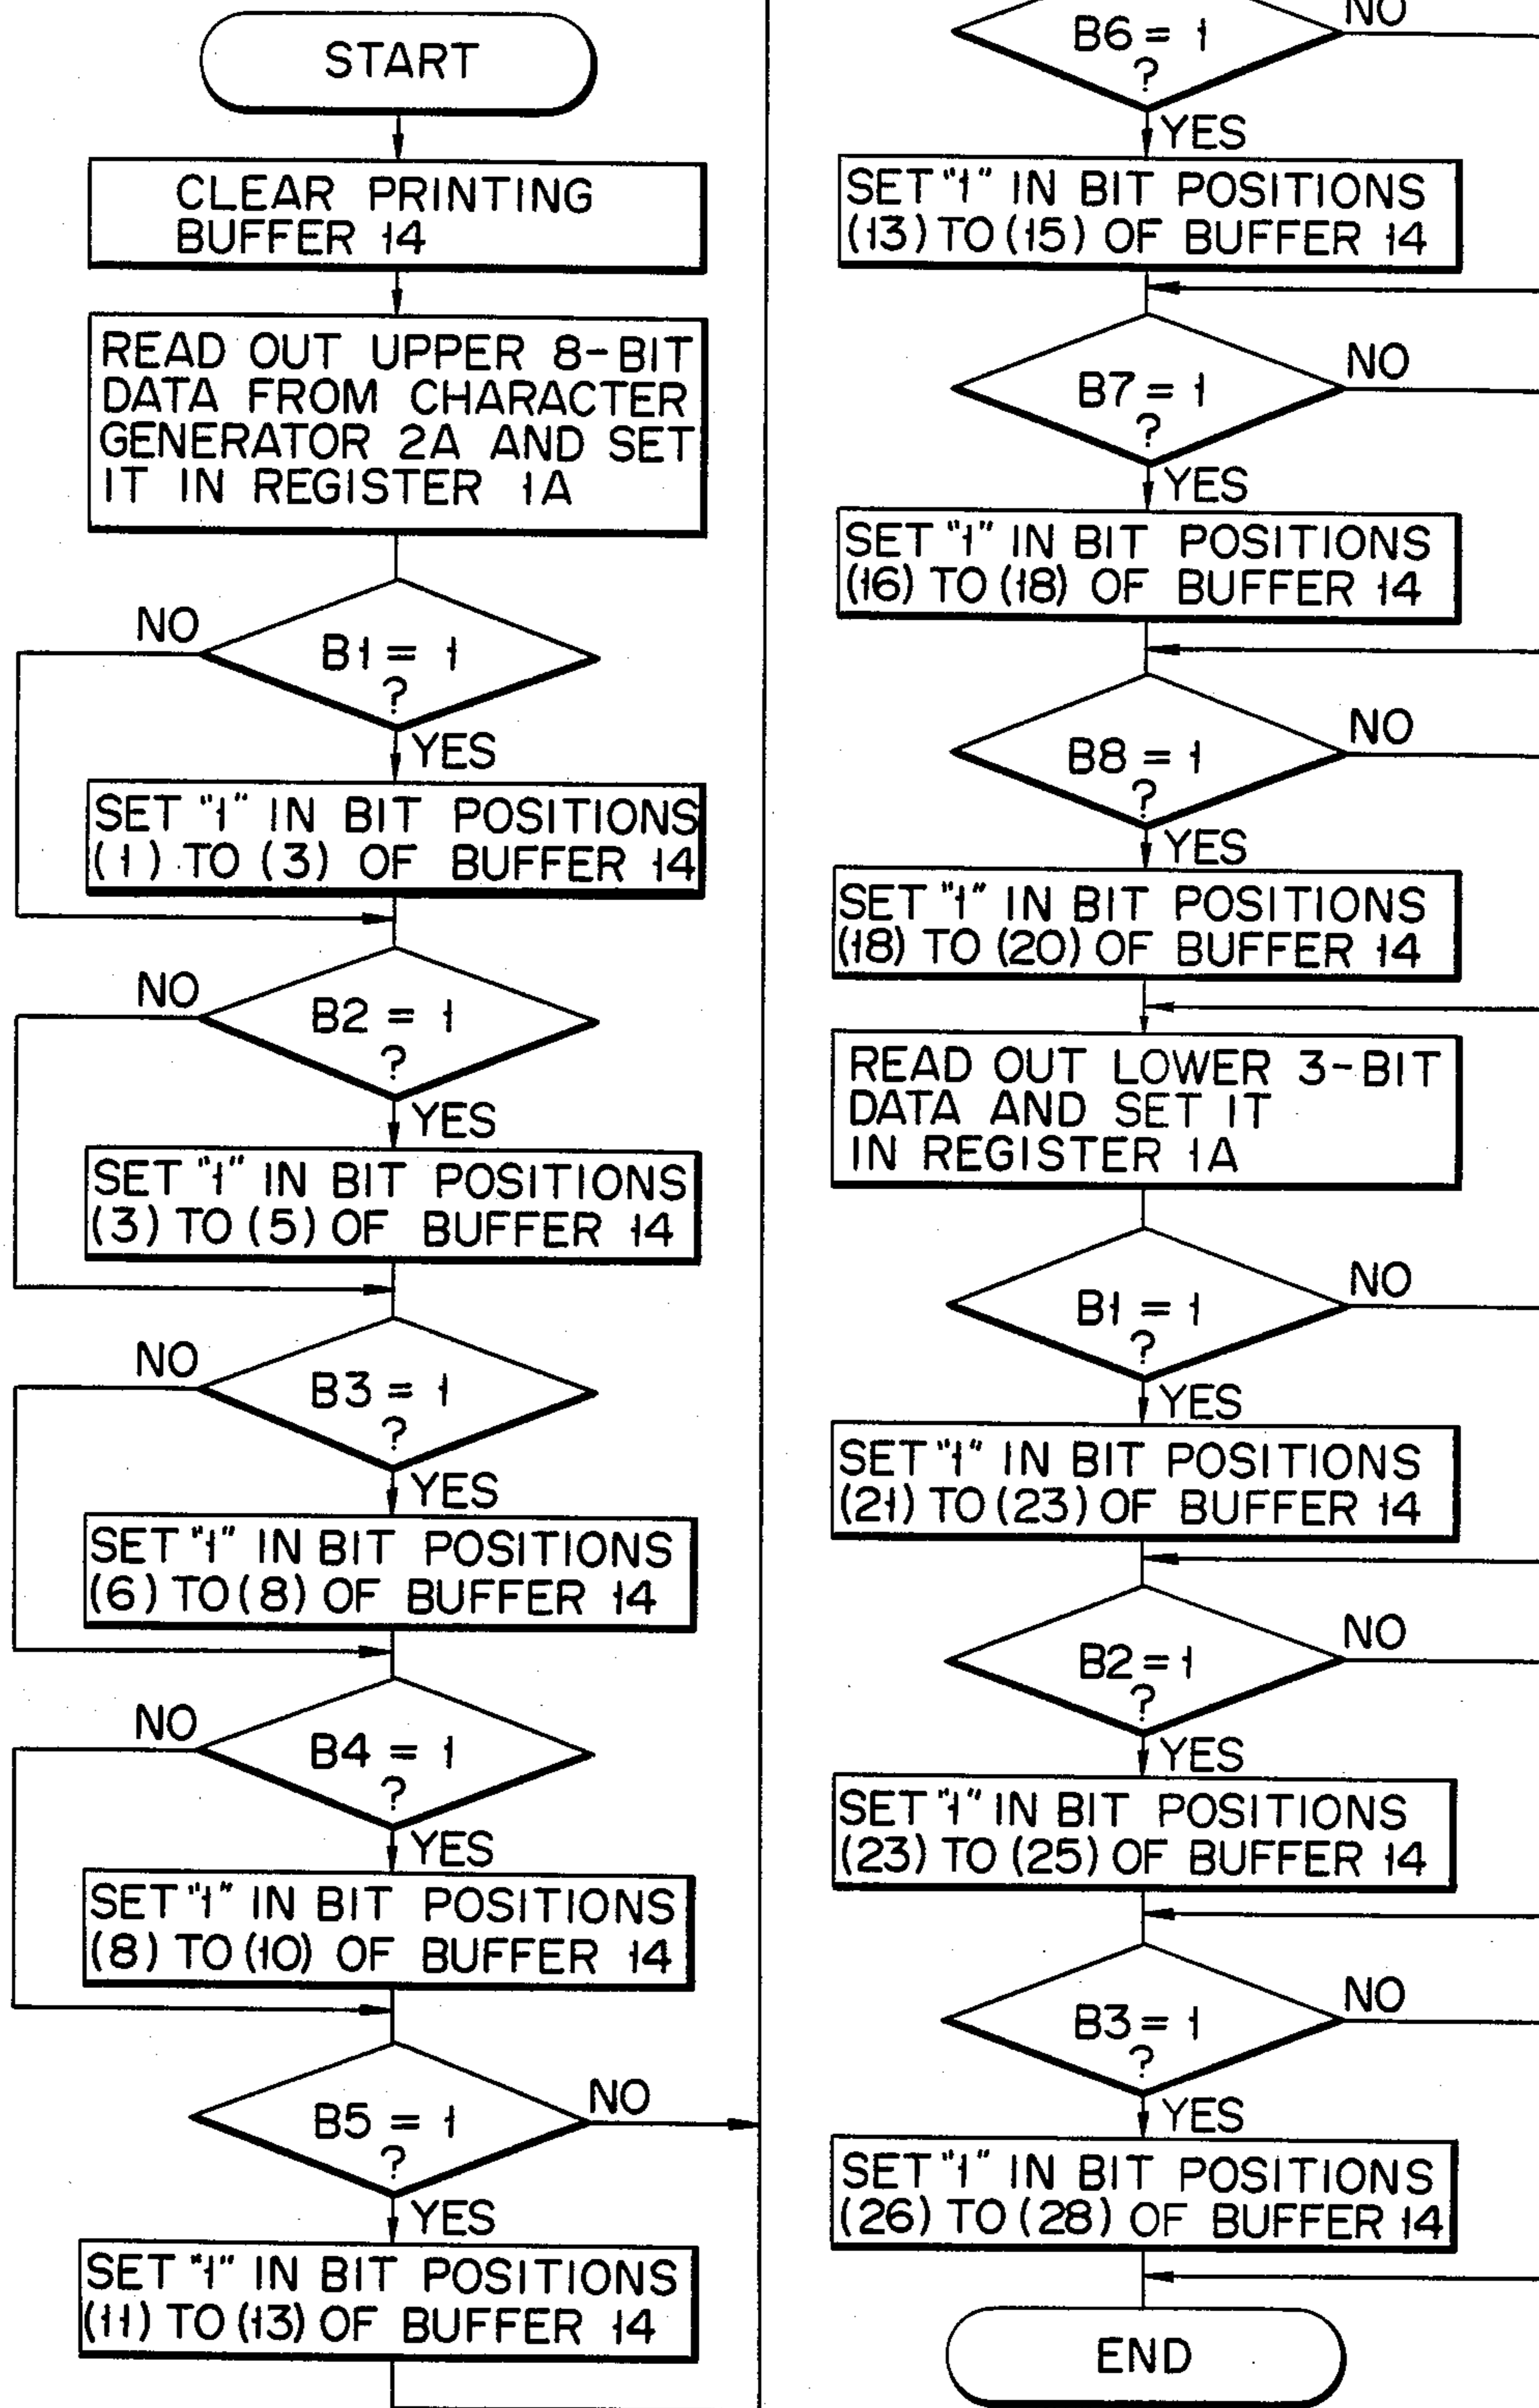 START
CLEAR PRINTING
BUFFER 14
READ OUT UPPER 8-BIT
DATA FROM CHARACTER
GENERATOR 2A AND SET
IT IN REGISTER 1A
NO
B1 = 1
?
YES
SET "1" IN BIT POSITIONS
(1) TO (3) OF BUFFER 14
NO
B2 = 1
?
YES
SET "1" IN BIT POSITIONS
(3) TO (5) OF BUFFER 14
NO
B3 = 1
?
YES
SET "1" IN BIT POSITIONS
(6) TO (8) OF BUFFER 14
NO
B4 = 1
?
YES
SET "1" IN BIT POSITIONS
(8) TO (10) OF BUFFER 14
B5 = 1
?
NO
YES
SET "1" IN BIT POSITIONS
(11) TO (13) OF BUFFER 14
B6 = 1
?
NO
YES
SET "1" IN BIT POSITIONS
(13) TO (15) OF BUFFER 14
B7 = 1
?
NO
YES
SET "1" IN BIT POSITIONS
(16) TO (18) OF BUFFER 14
B8 = 1
?
NO
YES
SET "1" IN BIT POSITIONS
(18) TO (20) OF BUFFER 14
READ OUT LOWER 3-BIT
DATA AND SET IT
IN REGISTER 1A
B1 = 1
?
NO
YES
SET "1" IN BIT POSITIONS
(21) TO (23) OF BUFFER 14
B2 = 1
?
NO
YES
SET "1" IN BIT POSITIONS
(23) TO (25) OF BUFFER 14
B3 = 1
?
NO
YES
SET "1" IN BIT POSITIONS
(26) TO (28) OF BUFFER 14
END